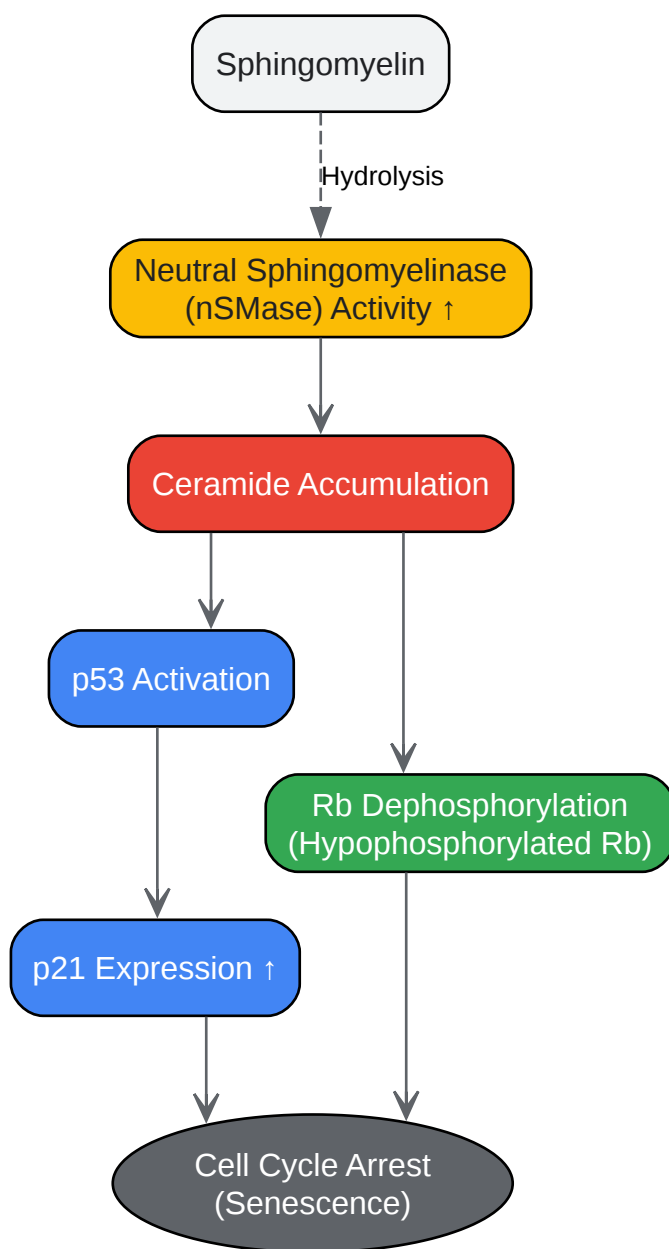 Sphingomyelin
Hydrolysis
Neutral Sphingomyelinase
(nSMase) Activity ↑
Ceramide Accumulation
p53 Activation
Rb Dephosphorylation
(Hypophosphorylated Rb)
p21 Expression ↑
Cell Cycle Arrest
(Senescence)